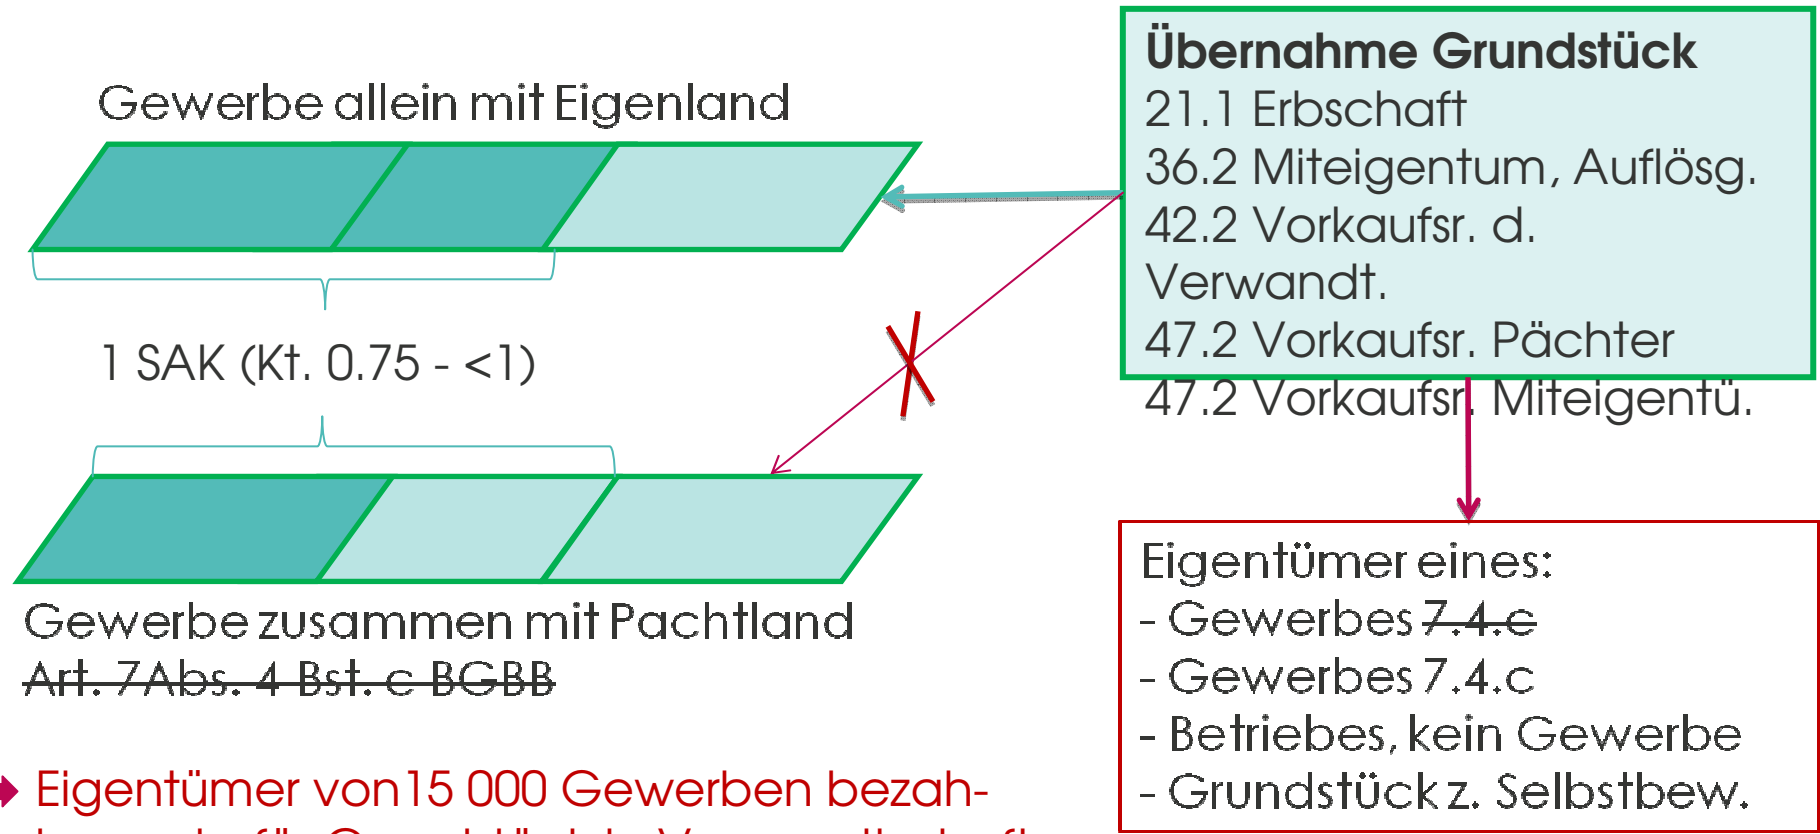 Gewerbe allein mit Eigenland
1 SAK (Kt. 0.75 - <1)
Gewerbe zusammen mit Pachtland
Art. 7Abs. 4 Bst. c BGBB
Eigentümer von15 000 Gewerben bezah-
Übernahme Grundstück
21.1 Erbschaft
36.2 Miteigentum, Auflösg.
42.2 Vorkaufsr. d.
Verwandt.
47.2 Vorkaufsr. Pächter
47.2 Vorkaufsr. Miteigentü.
Eigentümer eines:
- Gewerbes 7.4.c
- Gewerbes 7.4.c
- Betriebes, kein Gewerbe
- Grundstück z. Selbstbew.